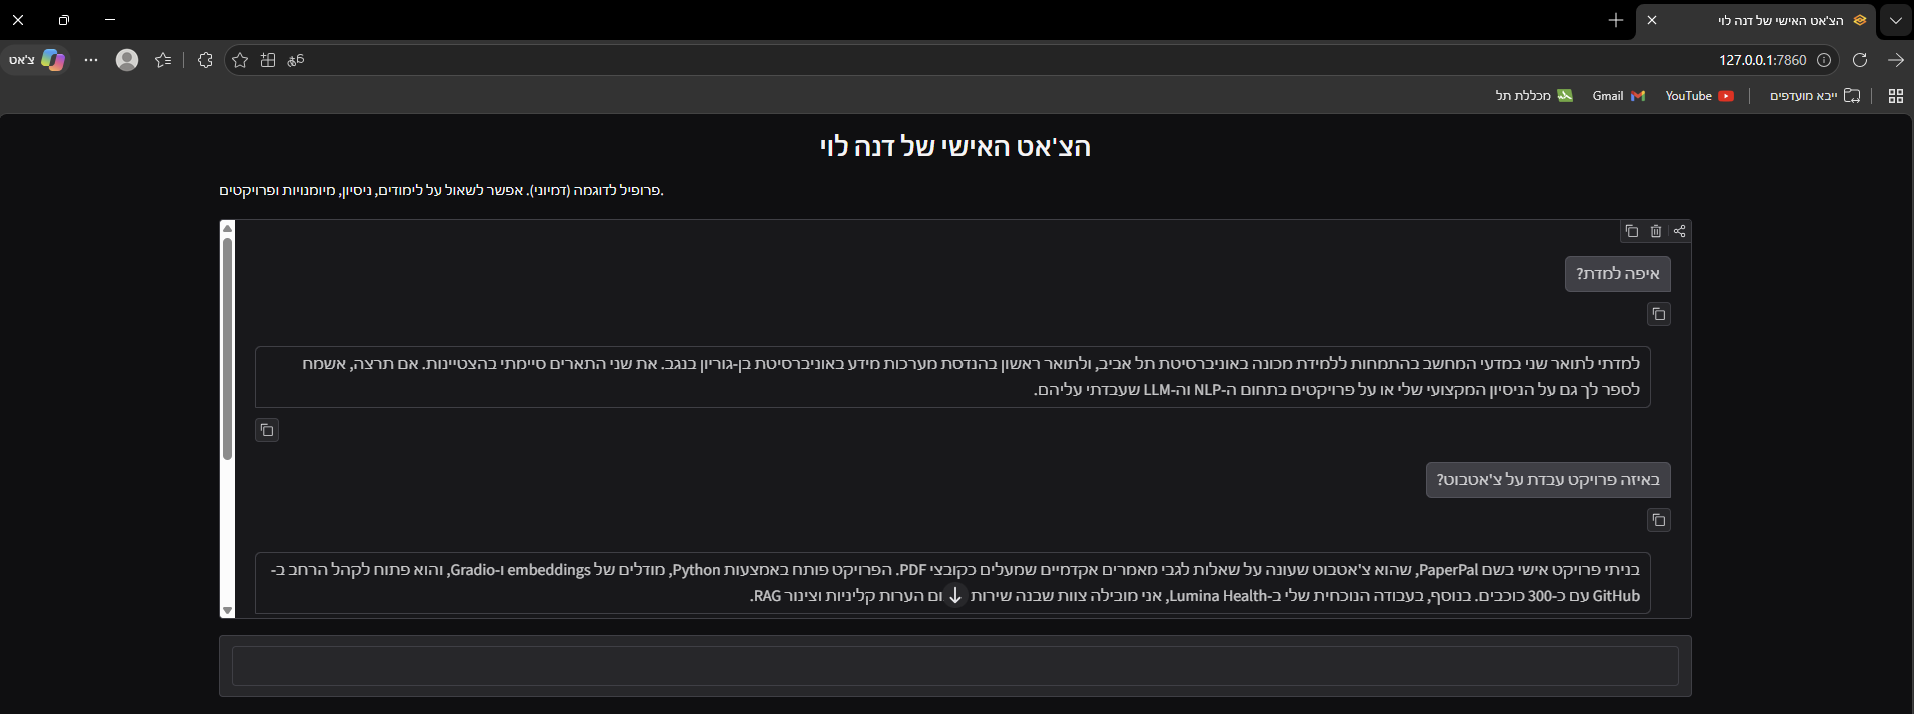 הצ'אט האישי של דנה לוי
צ'אט
127.0.0.1:7860
ייבא מועדפים
YouTube
Gmail
מכללת תל
הצ'אט האישי של דנה לוי
פרופיל לדוגמה (דמיוני). אפשר לשאול על לימודים, ניסיון, מיומנויות ופרויקטים.
איפה למדת?
למדתי לתואר שני במדעי המחשב בהתמחות ללמידת מכונה באוניברסיטת תל אביב, ולתואר ראשון בהנדסת מערכות מידע באוניברסיטת בן-גוריון בנגב. את שני התארים סיימתי בהצטיינות. אם תרצה, אשמח
לספר לך גם על הניסיון המקצועי שלי או על פרויקטים בתחום ה-NLP וה-LLM שעבדתי עליהם.
באיזה פרויקט עבדת על צ'אטבוט?
בניתי פרויקט אישי בשם PaperPal, שהוא צ'אטבוט שעונה על שאלות לגבי מאמרים אקדמיים שמעלים כקובצי PDF. הפרויקט פותח באמצעות Python, מודלים של embeddings ו-Gradio, והוא פתוח לקהל הרחב ב-
GitHub עם כ-300 כוכבים. בנוסף, בעבודה הנוכחית שלי ב-Lumina Health, אני מובילה צוות שבנה שירות הערות קליניות וצינור RAG.